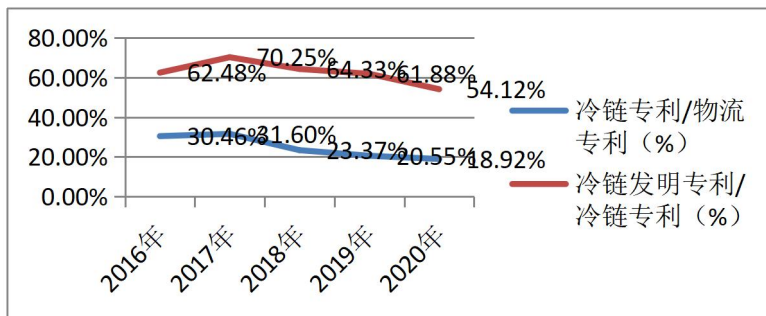 80.00%
60.00%
40.00%
20.00%
0.00%
62.48%
70.25%
64.33%
61.88%
54.12%
30.46%
31.60%
23.37%
20.55%
18.92%
2016年
2017年
2018年
2019年
2020年
冷链专利/物流
专利（%）
冷链发明专利/
冷链专利（%）